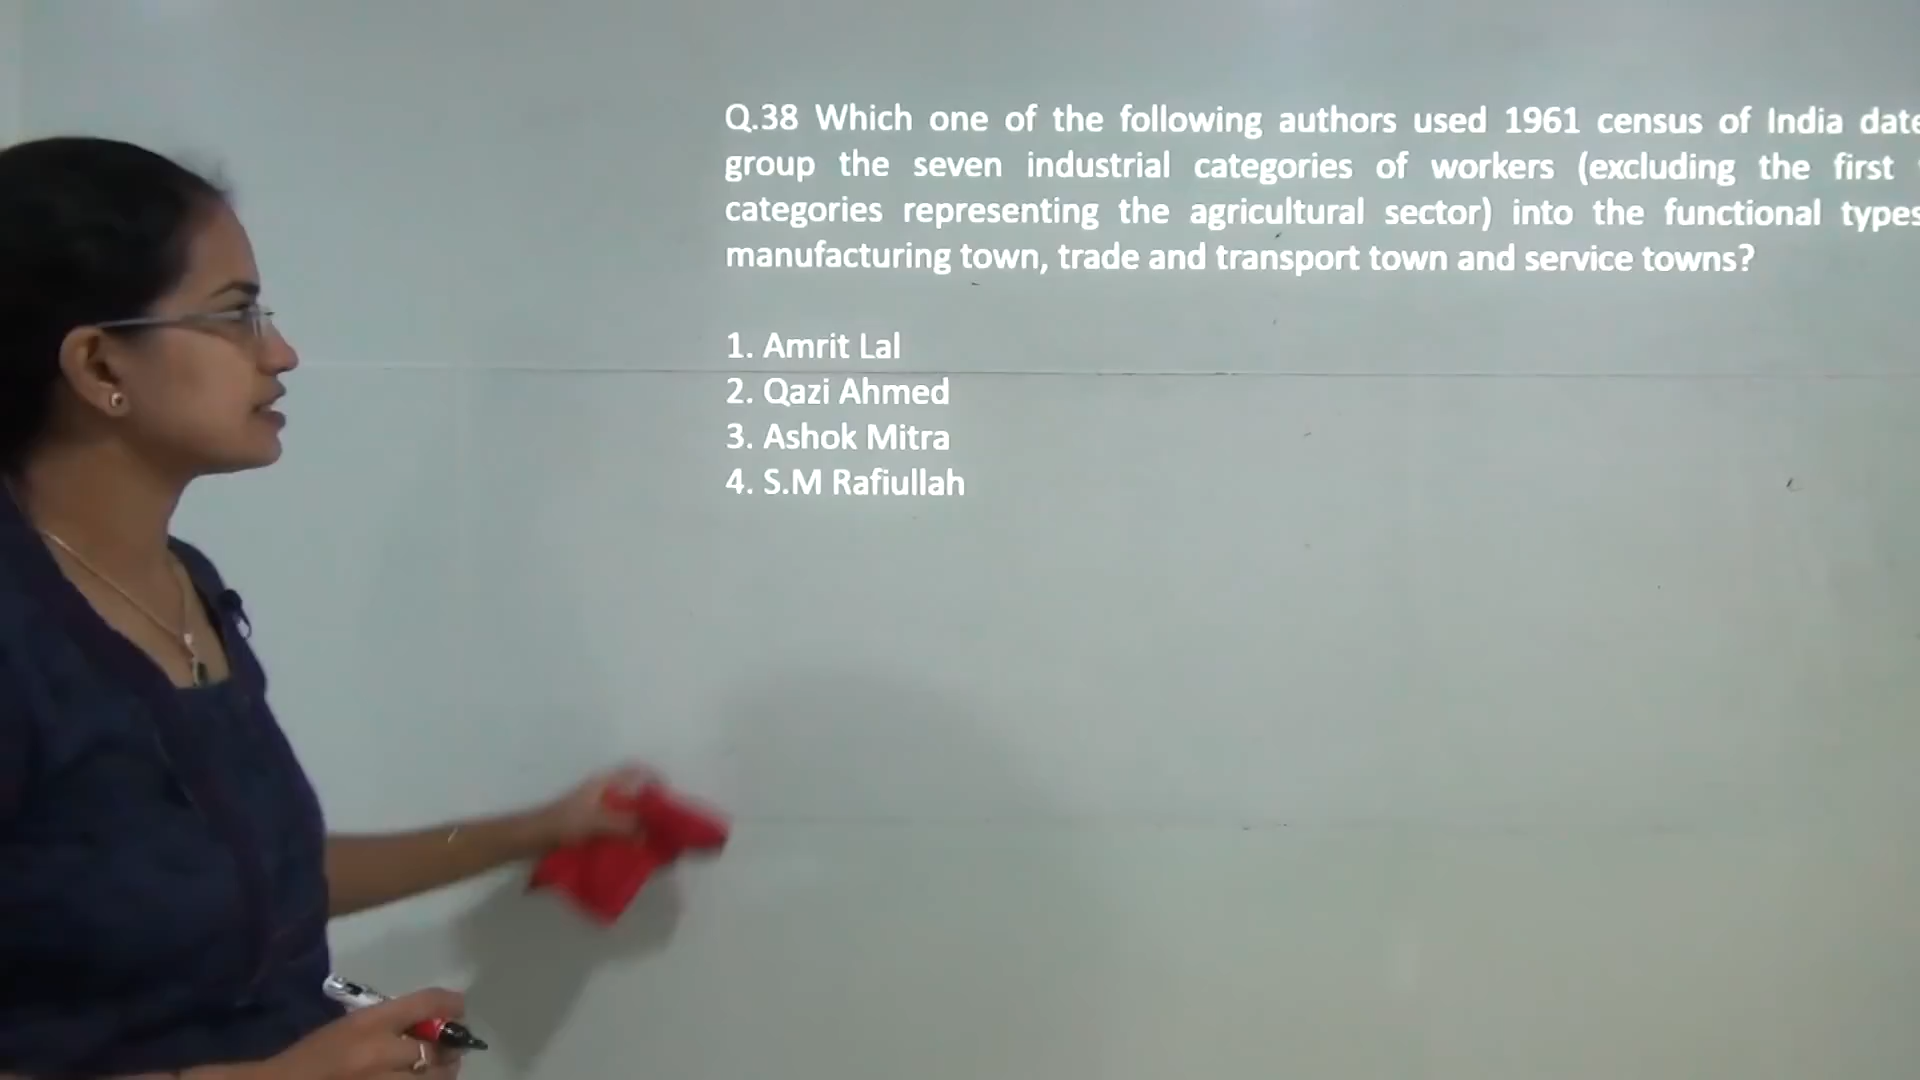 Q.38 Which one of the following authors used 1961 census of India date
group the seven industrial categories of workers (excluding the first
categories representing the agricultural sector) into the functional types
manufacturing town, trade and transport town and service towns?
1. Amrit Lal
2. Qazi Ahmed
3. Ashok Mitra
4. S.M Rafiullah